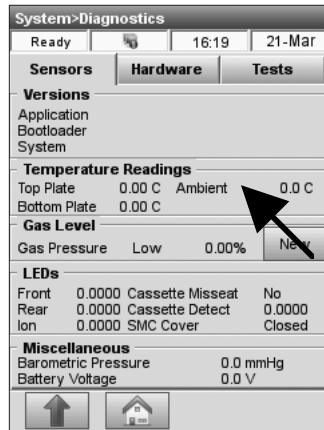 System>Diagnostics
Ready 16:19 21-Mar
Sensors Hardware Tests
Versions
Application
Bootloader
System
Temperature Readings
Top Plate 0.00 C Ambient 0.0 C
Bottom Plate 0.00 C
Gas Level
Gas Pressure Low 0.00% New
LEDs
Front 0.0000 Cassette Misseat No
Rear 0.0000 Cassette Detect 0.0000
Ion 0.0000 SMC Cover Closed
Miscellaneous
Barometric Pressure 0.0 mmHg
Battery Voltage 0.0 V